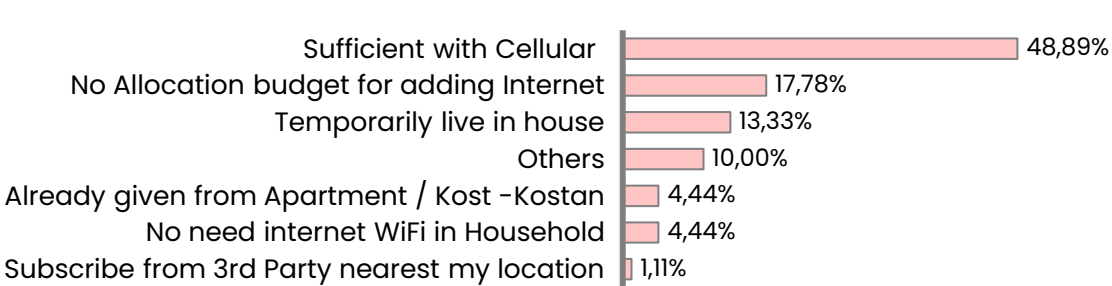 Sufficient with Cellular 48,89%
No Allocation budget for adding Internet 17,78%
Temporarily live in house 13,33%
Others 10,00%
Already given from Apartment / Kost -Kostan 4,44%
No need internet WiFi in Household 4,44%
Subscribe from 3rd Party nearest my location 1,11%